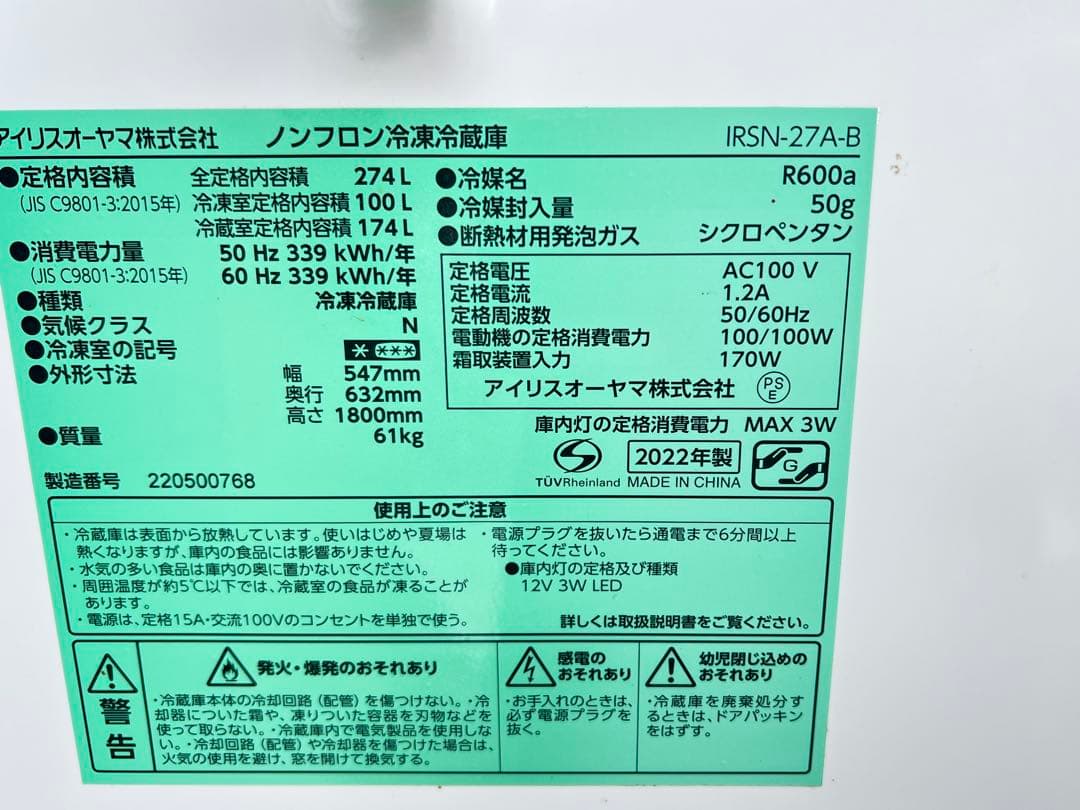 アイリスオーヤマ株式会社 ノンフロン冷凍冷蔵庫 IRSN-27A-B
●定格内容積 全定格内容積 274 L
(JIS C9801-3:2015年) 冷凍室定格内容積 100 L
冷蔵室定格内容積 174 L
●消費電力量 50 Hz 339 kWh/年
(JIS C9801-3:2015年) 60 Hz 339 kWh/年
●種類 冷凍冷蔵庫
●気候クラス N
●冷凍室の記号 * ***
●外形寸法 幅 547mm
奥行 632mm
高さ 1800mm
●質量 61kg
製造番号 220500768
●冷媒名 R600a
●冷媒封入量 50g
●断熱材用発泡ガス シクロペンタン
定格電圧 AC100 V
定格電流 1.2A
定格周波数 50/60Hz
電動機の定格消費電力 100/100W
霜取装置入力 170W
アイリスオーヤマ株式会社 PSE
庫内灯の定格消費電力 MAX 3W
TÜVRheinland 2022年製 MADE IN CHINA G
使用上のご注意
・冷蔵庫は表面から放熱しています。使いはじめや夏場は
熱くなりますが、庫内の食品には影響ありません。
・水気の多い食品は庫内の奥に置かないでください。
・周囲温度が約5℃以下では、冷蔵室の食品が凍ることが
あります。
・電源は、定格15A・交流100Vのコンセントを単独で使う。
・電源プラグを抜いたら通電まで6分間以上
待ってください。
●庫内灯の定格及び種類
12V 3W LED
詳しくは取扱説明書をご覧ください。
警告
発火・爆発のおそれあり
・冷蔵庫本体の冷却回路（配管）を傷つけない。・冷
却器についた霜や、凍りついた容器を刃物などを
使って取らない。・冷蔵庫内で電気製品を使用しな
い。・冷却回路（配管）や冷却器を傷つけた場合は、
火気の使用を避け、窓を開けて換気する。
感電の
おそれあり
・お手入れのときは、
必ず電源プラグを
抜く。
幼児閉じ込めの
おそれあり
・冷蔵庫を廃棄処分す
るときは、ドアパッキン
をはずす。